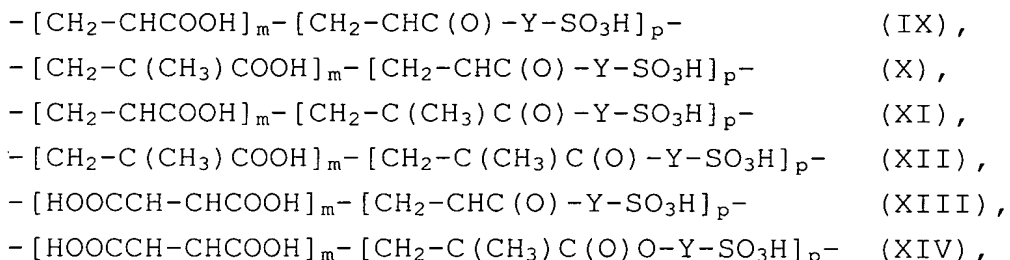 -[CH₂-CHCOOH]ₘ-[CH₂-CHC(O)-Y-SO₃H]ₚ- (IX),
-[CH₂-C(CH₃)COOH]ₘ-[CH₂-CHC(O)-Y-SO₃H]ₚ- (X),
-[CH₂-CHCOOH]ₘ-[CH₂-C(CH₃)C(O)-Y-SO₃H]ₚ- (XI),
-[CH₂-C(CH₃)COOH]ₘ-[CH₂-C(CH₃)C(O)-Y-SO₃H]ₚ- (XII),
-[HOOCCH-CHCOOH]ₘ-[CH₂-CHC(O)-Y-SO₃H]ₚ- (XIII),
-[HOOCCH-CHCOOH]ₘ-[CH₂-C(CH₃)C(O)O-Y-SO₃H]ₚ- (XIV),